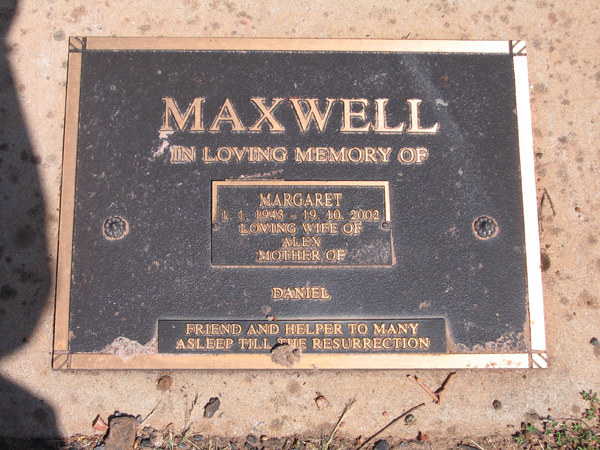 MAXWELL
IN LOVING MEMORY OF
MARGARET
1. 1. 1943 – 19. 10. 2002
LOVING WIFE OF
ALEX
MOTHER OF
DANIEL
FRIEND AND HELPER TO MANY
ASLEEP TILL THE RESURRECTION